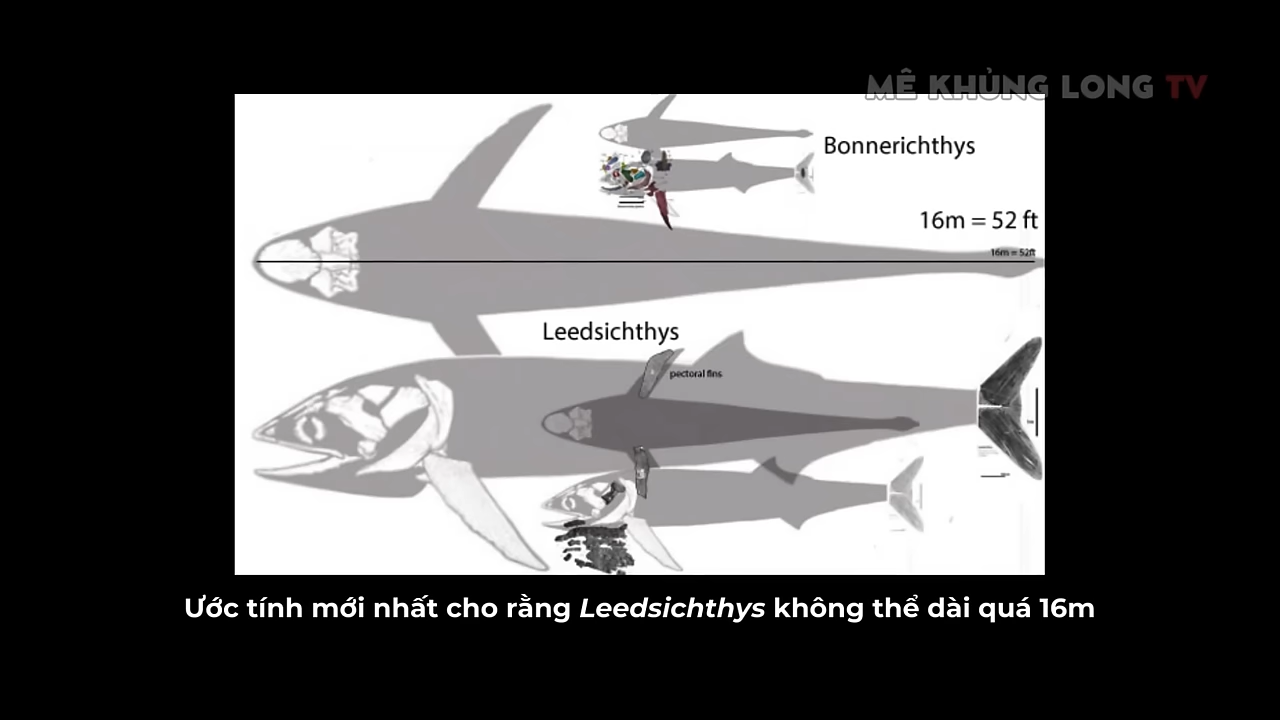 MÊ KHỦNG LONG TV
Bonnerichthys
16m = 52 ft
16m = 52ft
Leedsichthys
pectoral fins
Ước tính mới nhất cho rằng Leedsichthys không thể dài quá 16m